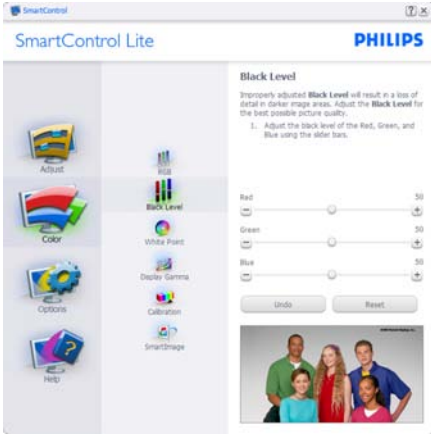 SmartControl
SmartControl Lite
PHILIPS
Adjust
Color
Options
Help
RGB
Black Level
White Point
Display Gamma
Calibration
SmartImage
Black Level
Improperly adjusted Black Level will result in a loss of
detail in darker image areas. Adjust the Black Level for
the best possible picture quality.
1. Adjust the black level of the Red, Green, and
Blue using the slider bars.
Red 50
Green 50
Blue 50
Undo Reset